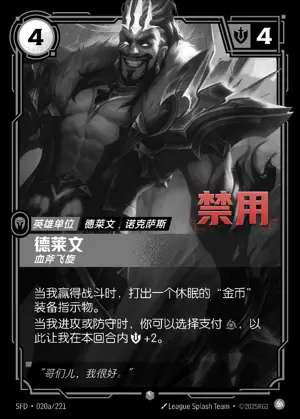 4
4
禁用
英雄单位 德莱文 诺克萨斯
德莱文
血斧飞旋
当我赢得战斗时，打出一个休眠的“金币”
装备指示物。
当我进攻或防守时，你可以选择支付 ，以
此让我在本回合内 +2。
“哥们儿，我很好。”
SFD · 020a/221
League Splash Team
©2025RGI